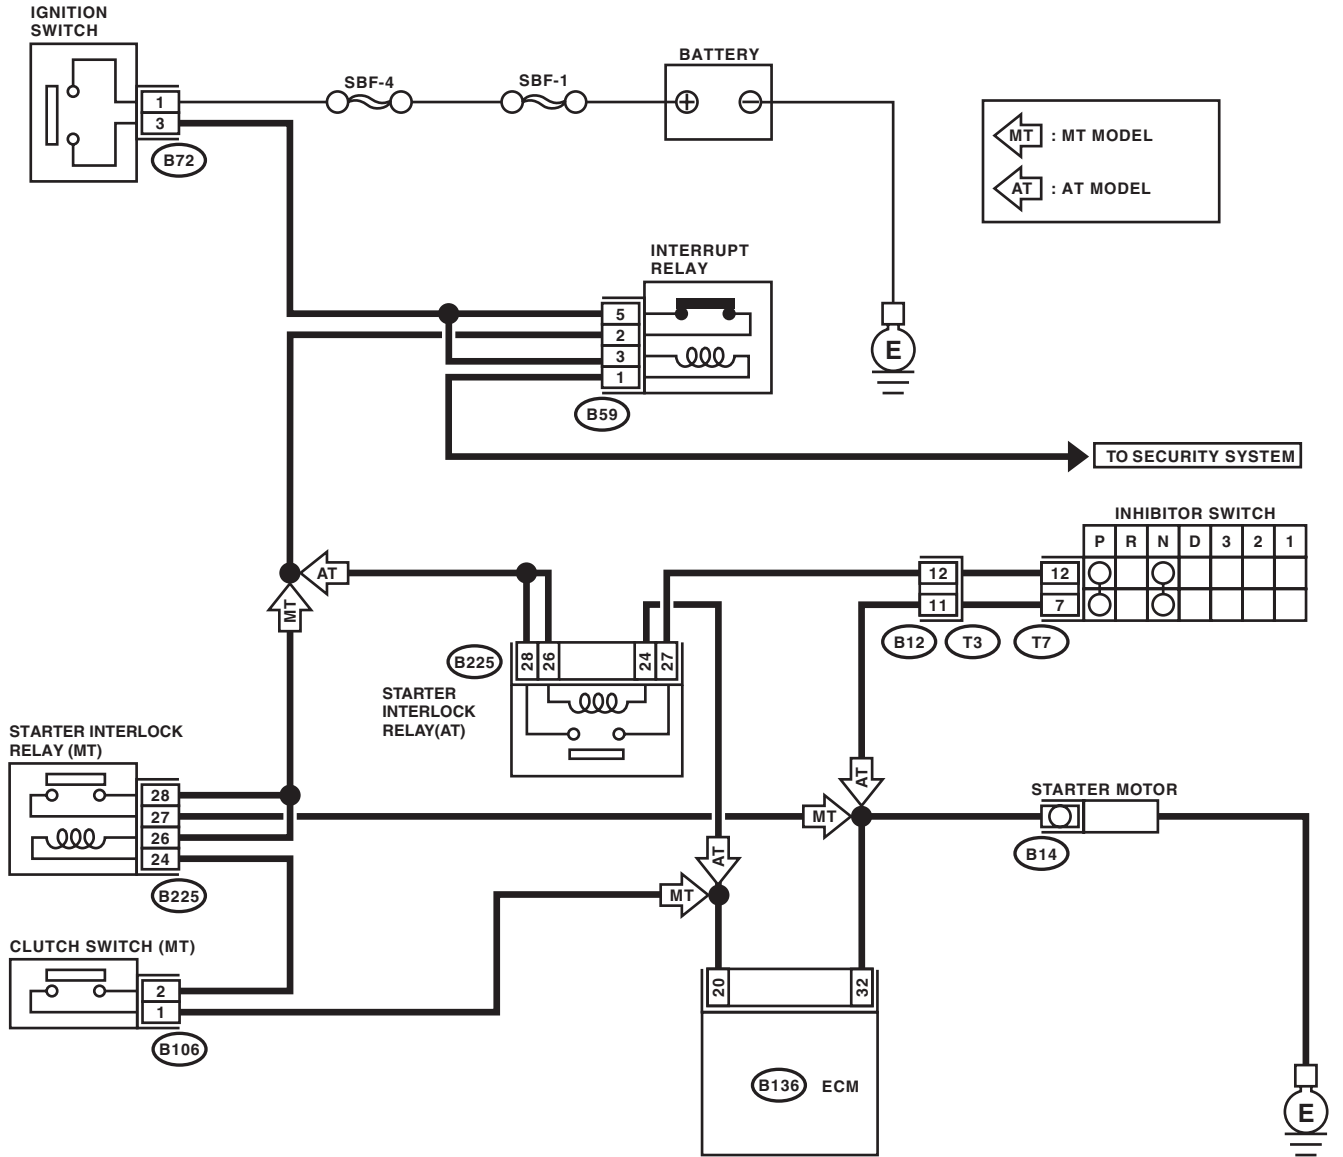 IGNITION
SWITCH
1
3
B72
SBF-4
SBF-1
BATTERY
+
−
E
MT : MT MODEL
AT : AT MODEL
INTERRUPT
RELAY
5
2
3
1
B59
TO SECURITY SYSTEM
INHIBITOR SWITCH
P R N D 3 2 1
12
11
12
7
B12
T3
T7
AT
MT
B225
28
26
24
27
STARTER
INTERLOCK
RELAY(AT)
STARTER INTERLOCK
RELAY (MT)
28
27
26
24
B225
AT
MT
STARTER MOTOR
B14
AT
MT
CLUTCH SWITCH (MT)
2
1
B106
20
32
B136 ECM
E